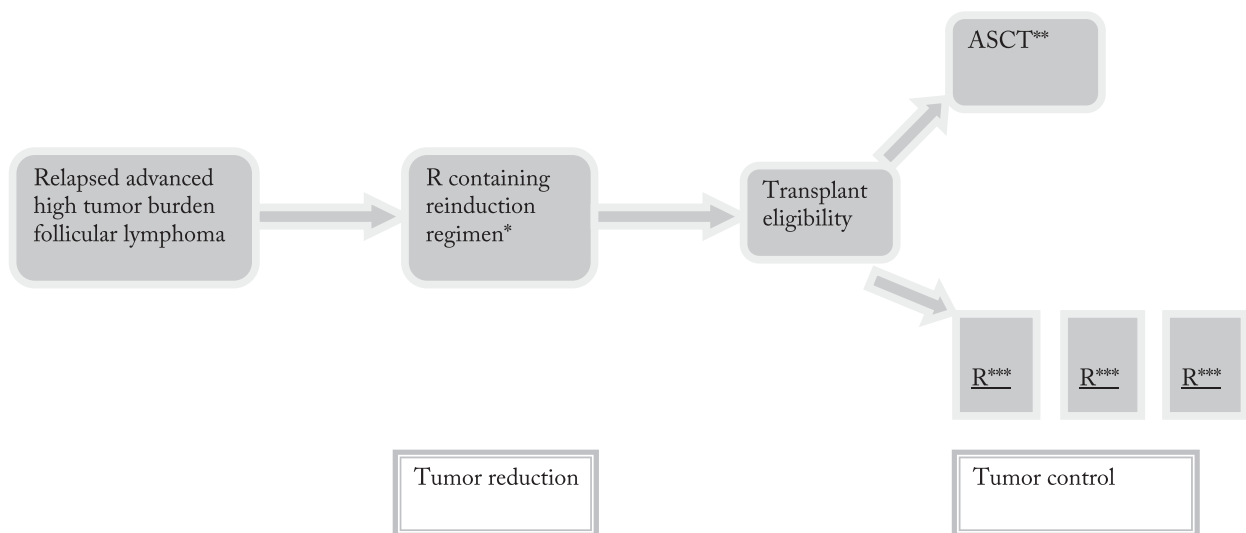 ASCT**
Relapsed advanced
high tumor burden
follicular lymphoma
R containing
reinduction
regimen*
Transplant
eligibility
R***
R***
R***
Tumor reduction
Tumor control